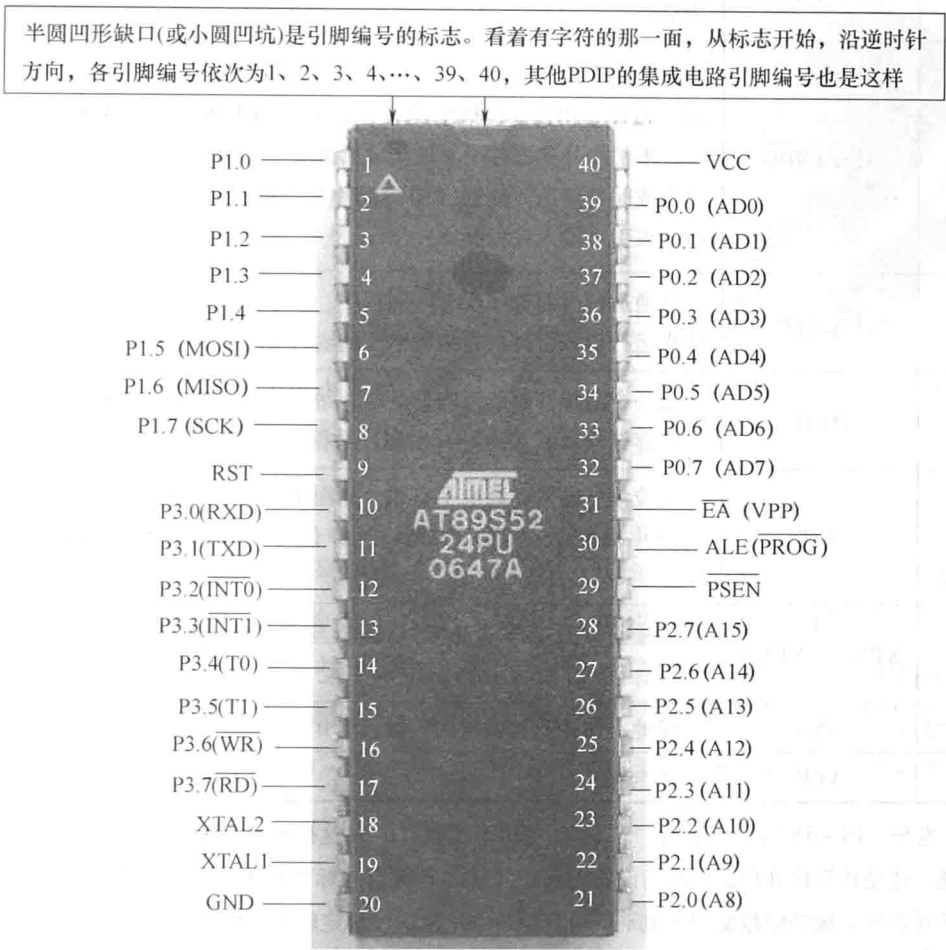 半圆凹形缺口(或小圆凹坑)是引脚编号的标志。看着有字符的那一面，从标志开始，沿逆时针
方向，各引脚编号依次为1、2、3、4、…、39、40，其他PDIP的集成电路引脚编号也是这样
P1.0 1 40 VCC
P1.1 2 39 P0.0 (AD0)
P1.2 3 38 P0.1 (AD1)
P1.3 4 37 P0.2 (AD2)
P1.4 5 36 P0.3 (AD3)
P1.5 (MOSI) 6 35 P0.4 (AD4)
P1.6 (MISO) 7 34 P0.5 (AD5)
P1.7 (SCK) 8 33 P0.6 (AD6)
RST 9 32 P0.7 (AD7)
ATMEL
P3.0(RXD) 10 31 E̅A̅ (VPP)
AT89S52
P3.1(TXD) 11 30 ALE(P̅R̅O̅G̅)
24PU
0647A
P3.2(I̅N̅T̅0̅) 12 29 P̅S̅E̅N̅
P3.3(I̅N̅T̅1̅) 13 28 P2.7(A15)
P3.4(T0) 14 27 P2.6(A14)
P3.5(T1) 15 26 P2.5 (A13)
P3.6(W̅R̅) 16 25 P2.4 (A12)
P3.7(R̅D̅) 17 24 P2.3 (A11)
XTAL2 18 23 P2.2 (A10)
XTAL1 19 22 P2.1(A9)
GND 20 21 P2.0(A8)